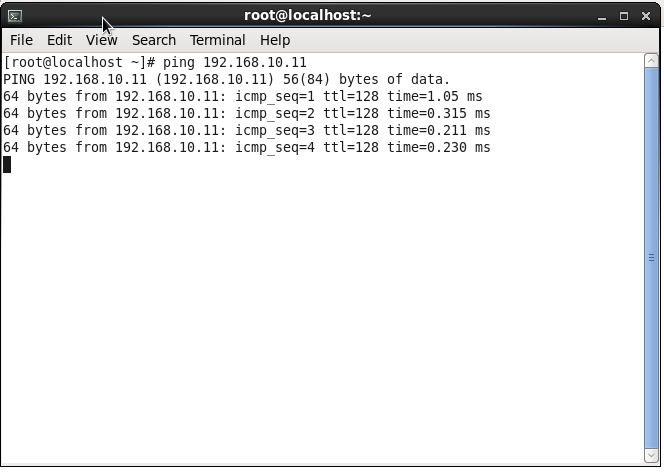 root@localhost:~
File Edit View Search Terminal Help
[root@localhost ~]# ping 192.168.10.11
PING 192.168.10.11 (192.168.10.11) 56(84) bytes of data.
64 bytes from 192.168.10.11: icmp_seq=1 ttl=128 time=1.05 ms
64 bytes from 192.168.10.11: icmp_seq=2 ttl=128 time=0.315 ms
64 bytes from 192.168.10.11: icmp_seq=3 ttl=128 time=0.211 ms
64 bytes from 192.168.10.11: icmp_seq=4 ttl=128 time=0.230 ms